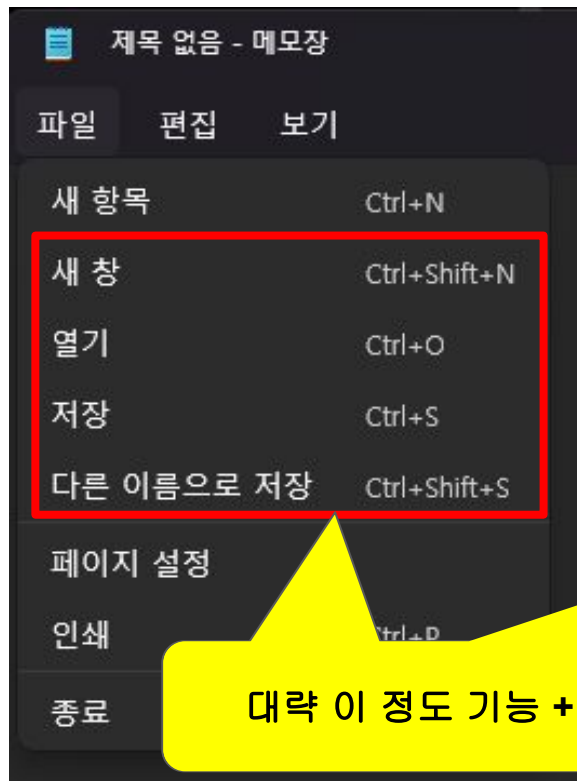 제목 없음 - 메모장
파일 편집 보기
새 항목 Ctrl+N
새 창 Ctrl+Shift+N
열기 Ctrl+O
저장 Ctrl+S
다른 이름으로 저장 Ctrl+Shift+S
페이지 설정
인쇄 Ctrl+P
종료
대략 이 정도 기능 +